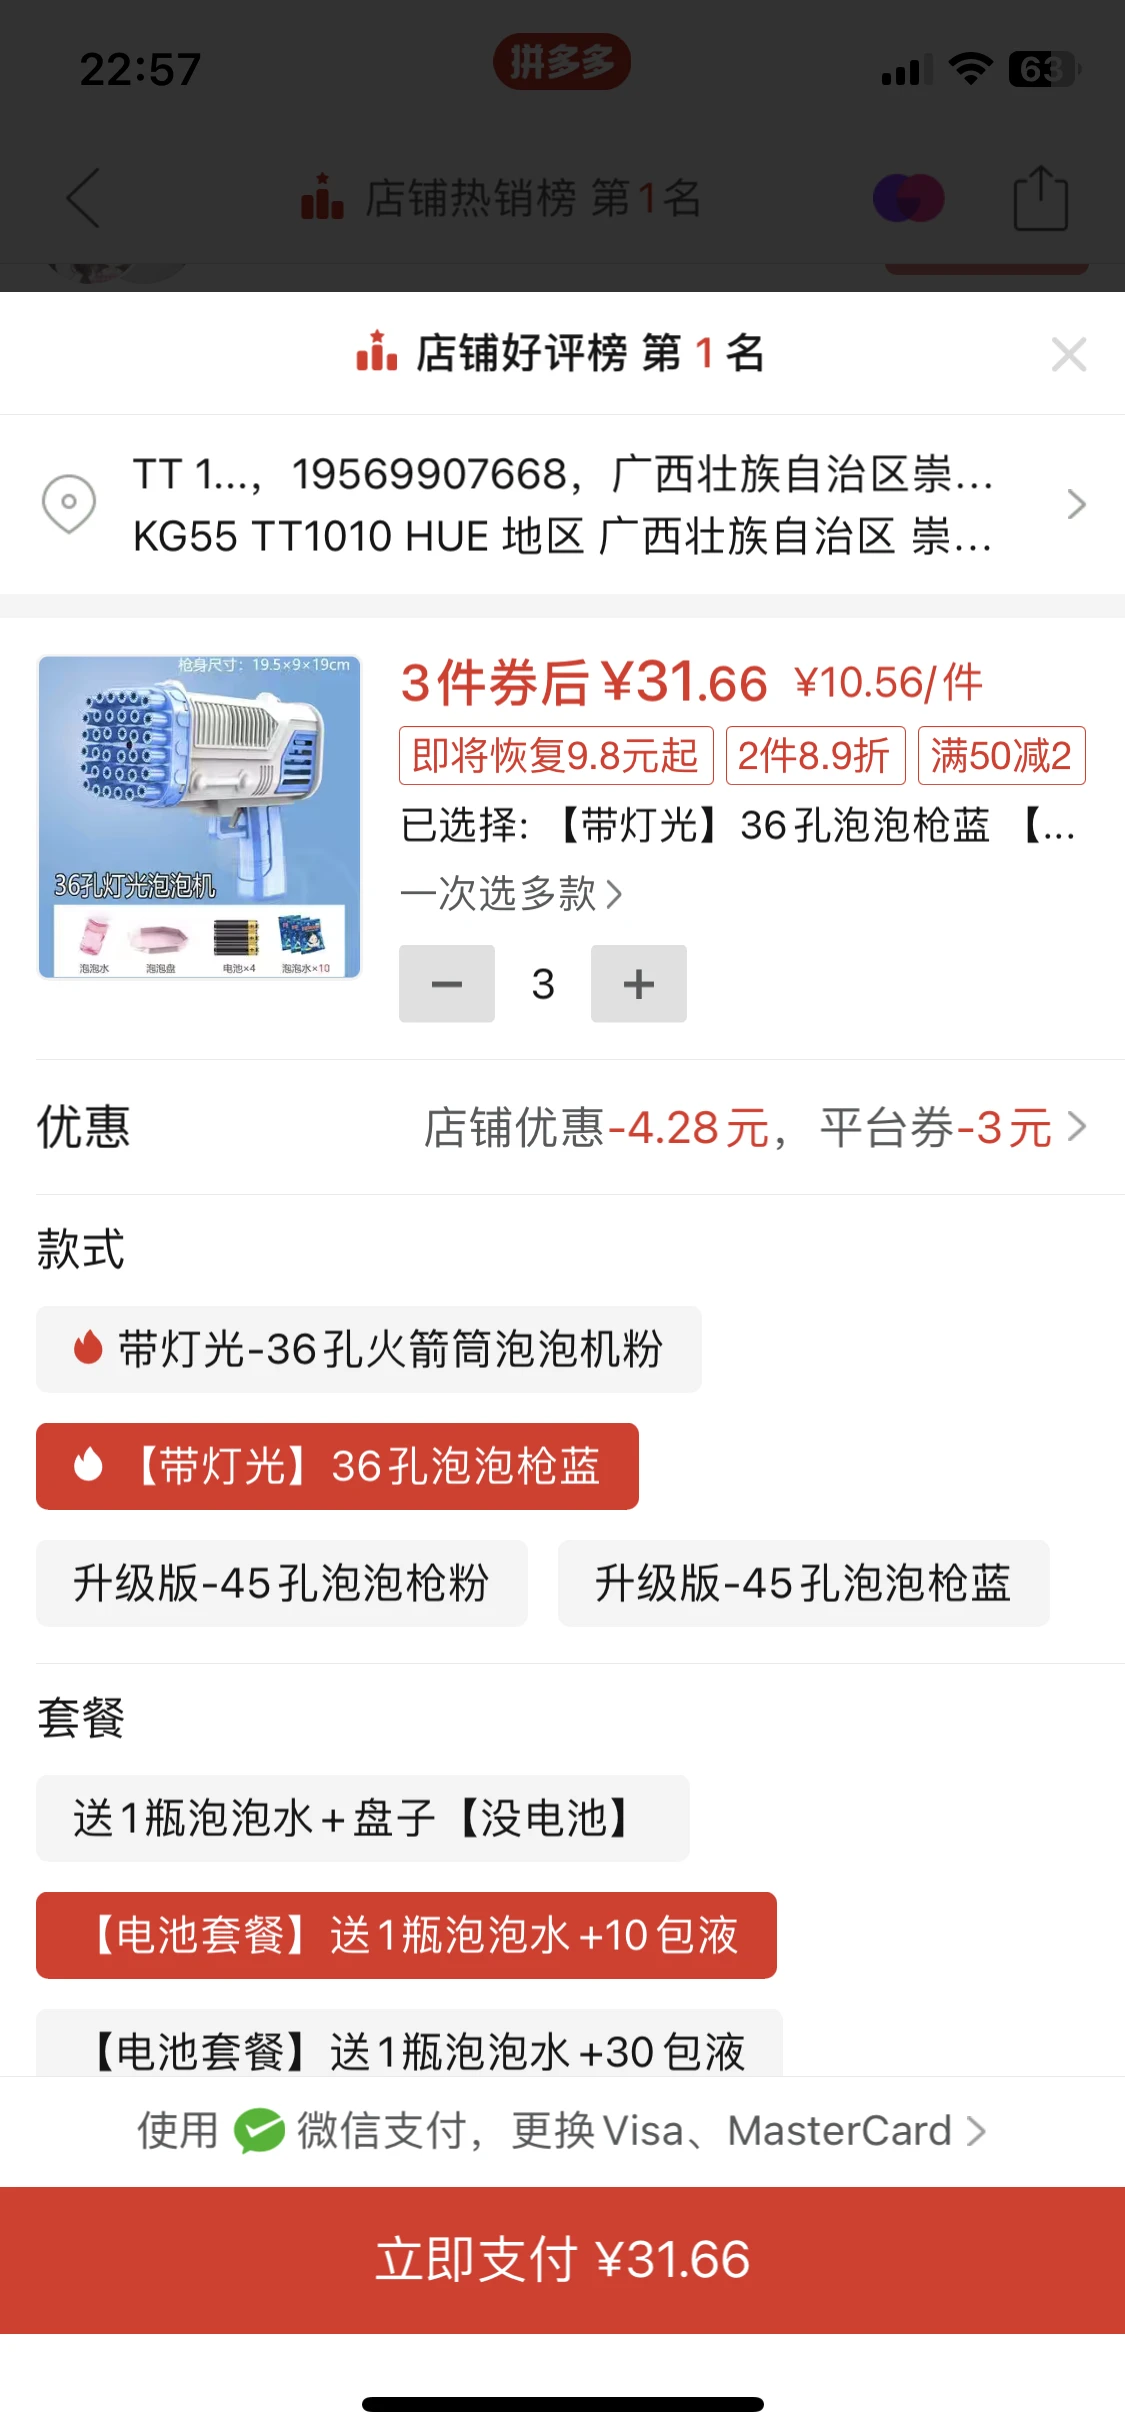 22:57
拼多多
63
店铺热销榜 第1名
店铺好评榜 第 1 名
TT 1...，19569907668，广西壮族自治区崇...
KG55 TT1010 HUE 地区 广西壮族自治区 崇...
枪身尺寸：19.5×9×19cm
36孔灯光泡泡机
泡泡水 泡泡盘 电池×4 泡泡水×10
3件券后 ¥31.66 ¥10.56/件
即将恢复9.8元起 2件8.9折 满50减2
已选择: 【带灯光】36孔泡泡枪蓝 【...
一次选多款
3
优惠 店铺优惠-4.28元，平台券-3元
款式
带灯光-36孔火箭筒泡泡机粉
【带灯光】36孔泡泡枪蓝
升级版-45孔泡泡枪粉 升级版-45孔泡泡枪蓝
套餐
送1瓶泡泡水+盘子【没电池】
【电池套餐】送1瓶泡泡水+10包液
【电池套餐】送1瓶泡泡水+30包液
使用 微信支付，更换Visa、MasterCard
立即支付 ¥31.66